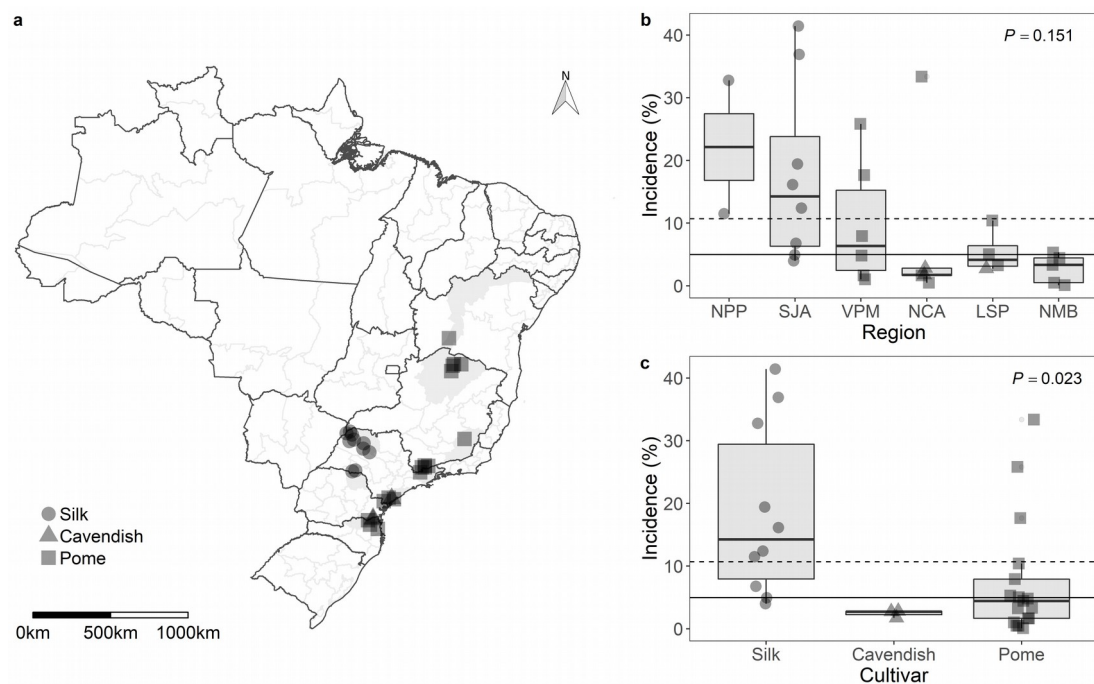 a
N
Silk
Cavendish
Pome
0km 500km 1000km
b
P = 0.151
Incidence (%)
40
30
20
10
0
NPP SJA VPM NCA LSP NMB
Region
c
P = 0.023
Incidence (%)
40
30
20
10
0
Silk Cavendish Pome
Cultivar